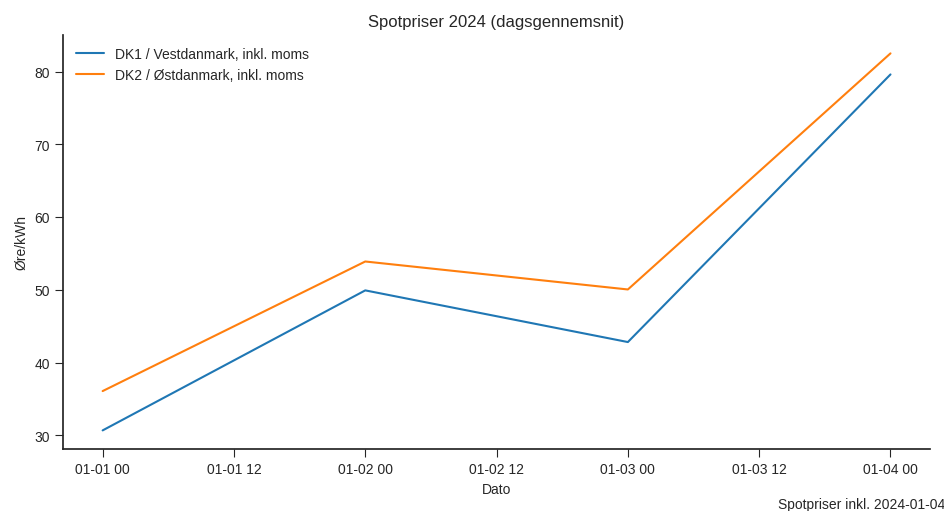 Spotpriser 2024 (dagsgennemsnit)
DK1 / Vestdanmark, inkl. moms
DK2 / Østdanmark, inkl. moms
Øre/kWh
80
70
60
50
40
30
01-01 00
01-01 12
01-02 00
01-02 12
01-03 00
01-03 12
01-04 00
Dato
Spotpriser inkl. 2024-01-04